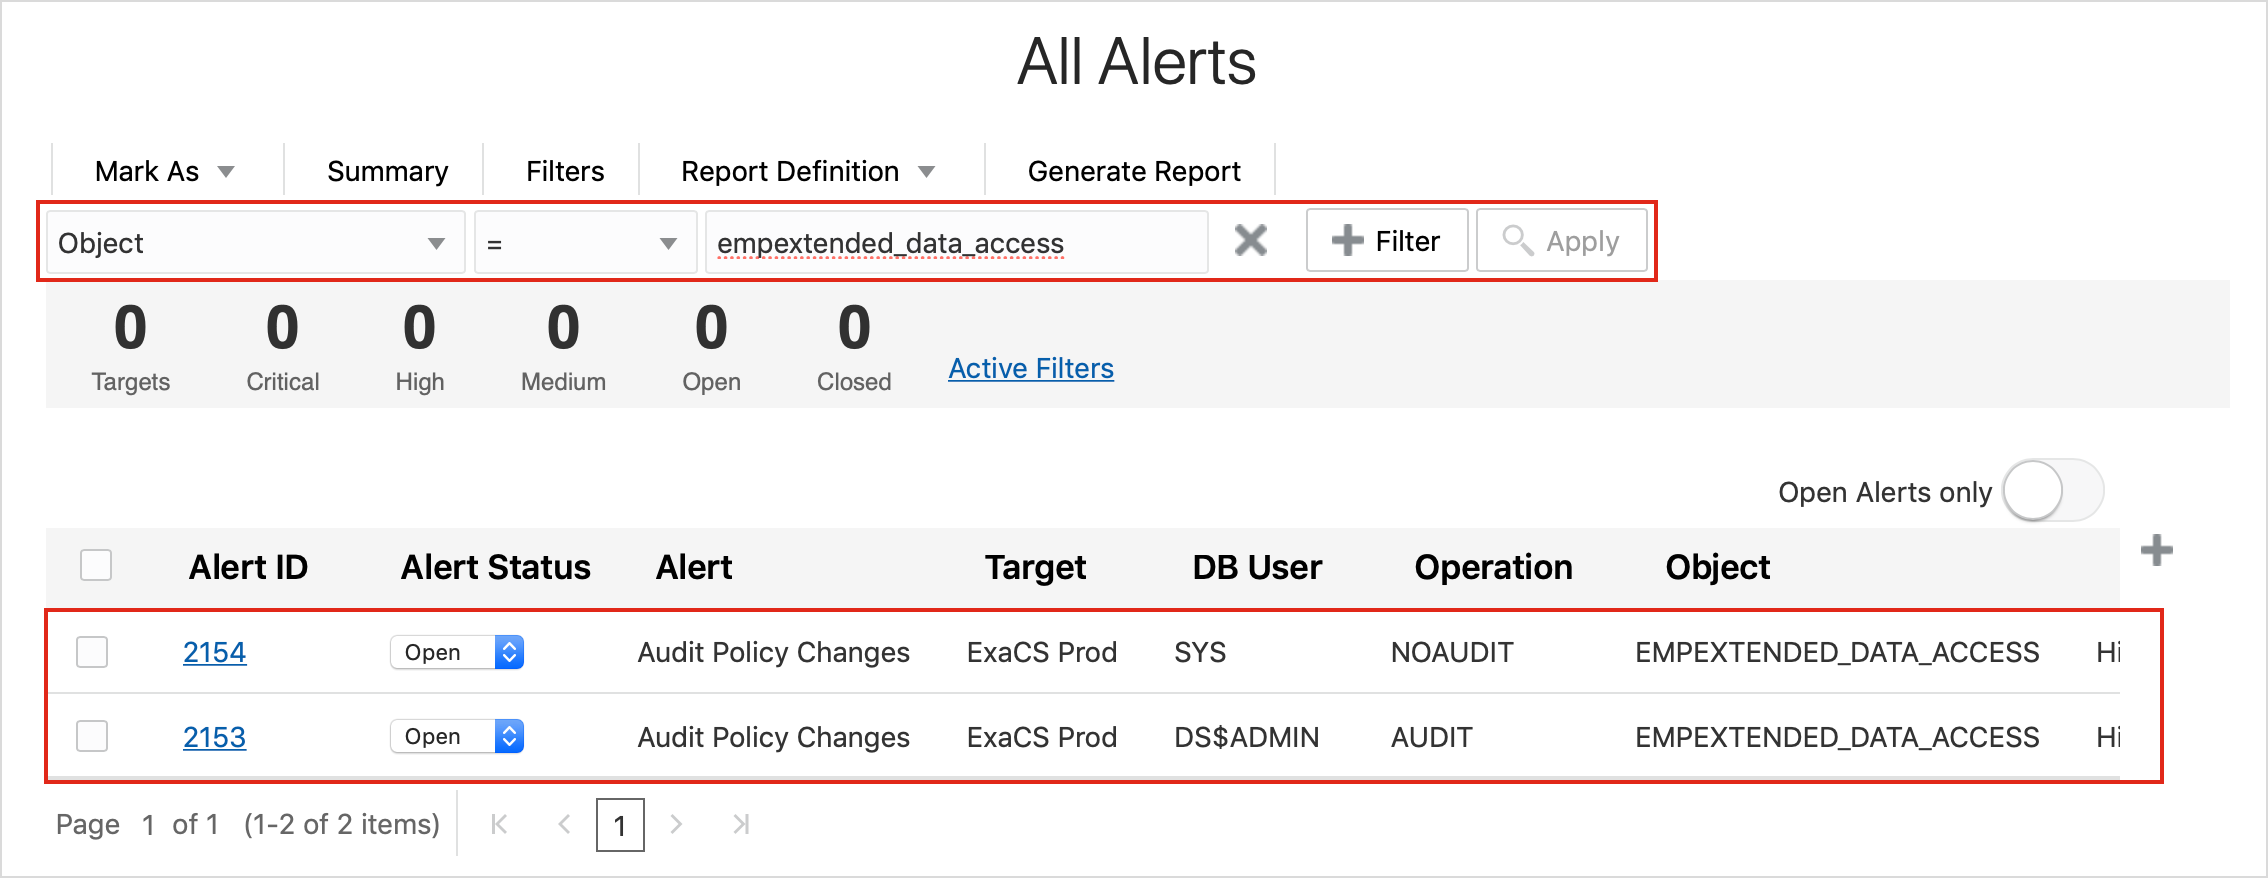 All Alerts
Mark As Summary Filters Report Definition Generate Report
Object = empextended_data_access Filter Apply
0 0 0 0 0 0
Targets Critical High Medium Open Closed Active Filters
Open Alerts only
Alert ID Alert Status Alert Target DB User Operation Object
2154 Open Audit Policy Changes ExaCS Prod SYS NOAUDIT EMPEXTENDED_DATA_ACCESS Hi
2153 Open Audit Policy Changes ExaCS Prod DS$ADMIN AUDIT EMPEXTENDED_DATA_ACCESS Hi
Page 1 of 1 (1-2 of 2 items) 1